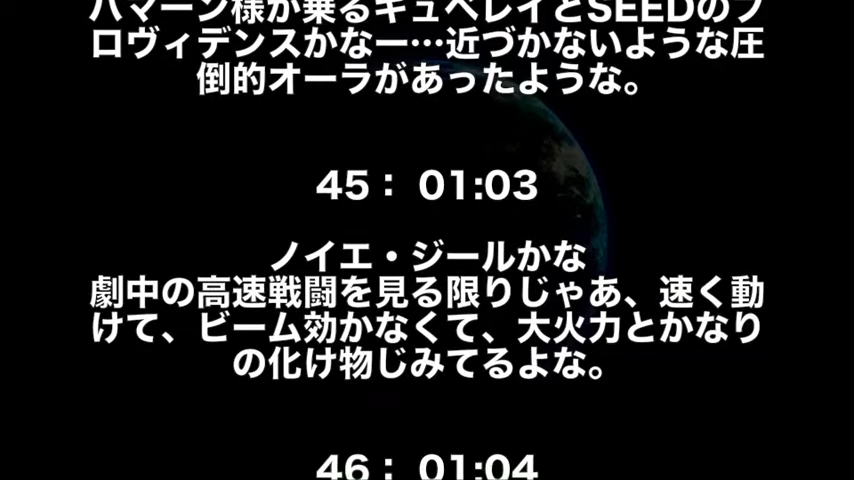 ハマーン様が乗るキュベレイとSEEDのプ
ロヴィデンスかなー…近づかないような圧
倒的オーラがあったような。
45： 01:03
ノイエ・ジールかな
劇中の高速戦闘を見る限りじゃあ、速く動
けて、ビーム効かなくて、大火力とかなり
の化け物じみてるよな。
46： 01:04